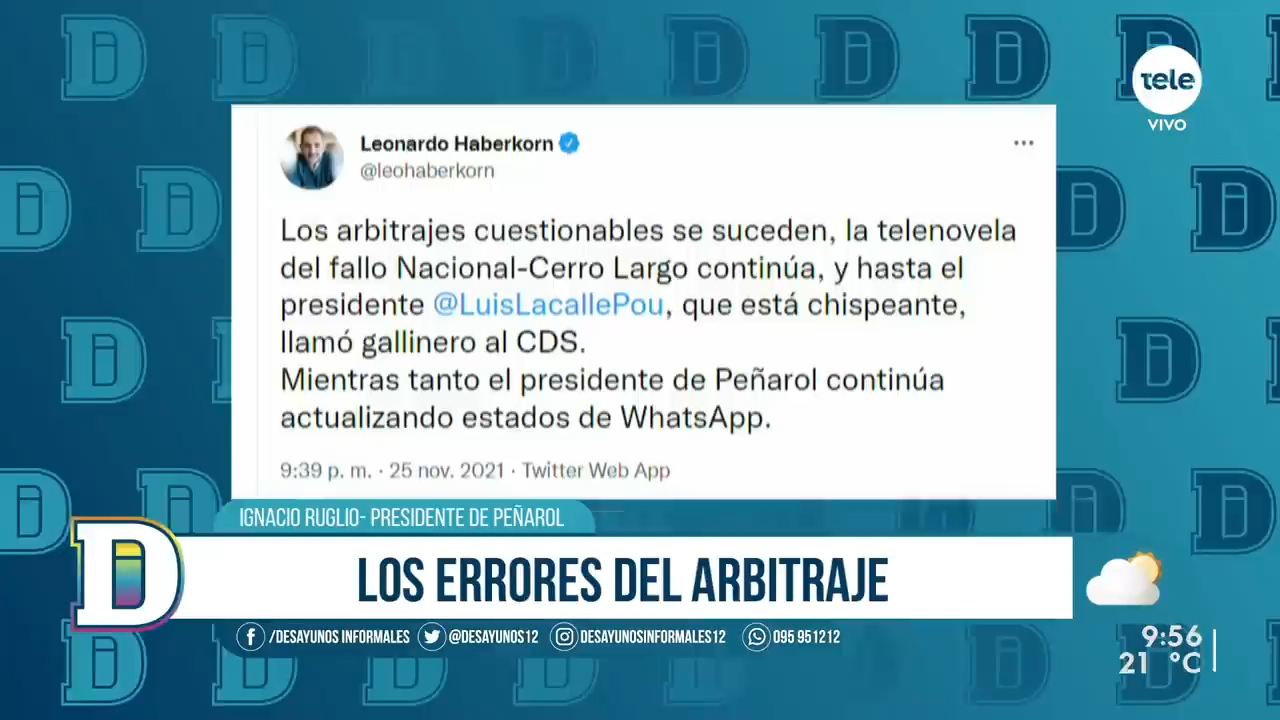 tele
VIVO
Leonardo Haberkorn
@leohaberkorn
Los arbitrajes cuestionables se suceden, la telenovela
del fallo Nacional-Cerro Largo continúa, y hasta el
presidente @LuisLacallePou, que está chispeante,
llamó gallinero al CDS.
Mientras tanto el presidente de Peñarol continúa
actualizando estados de WhatsApp.
9:39 p. m. · 25 nov. 2021 · Twitter Web App
IGNACIO RUGLIO- PRESIDENTE DE PEÑAROL
D
LOS ERRORES DEL ARBITRAJE
/DESAYUNOS INFORMALES @DESAYUNOS12 DESAYUNOSINFORMALES12 095 951212
9:56
21 °C